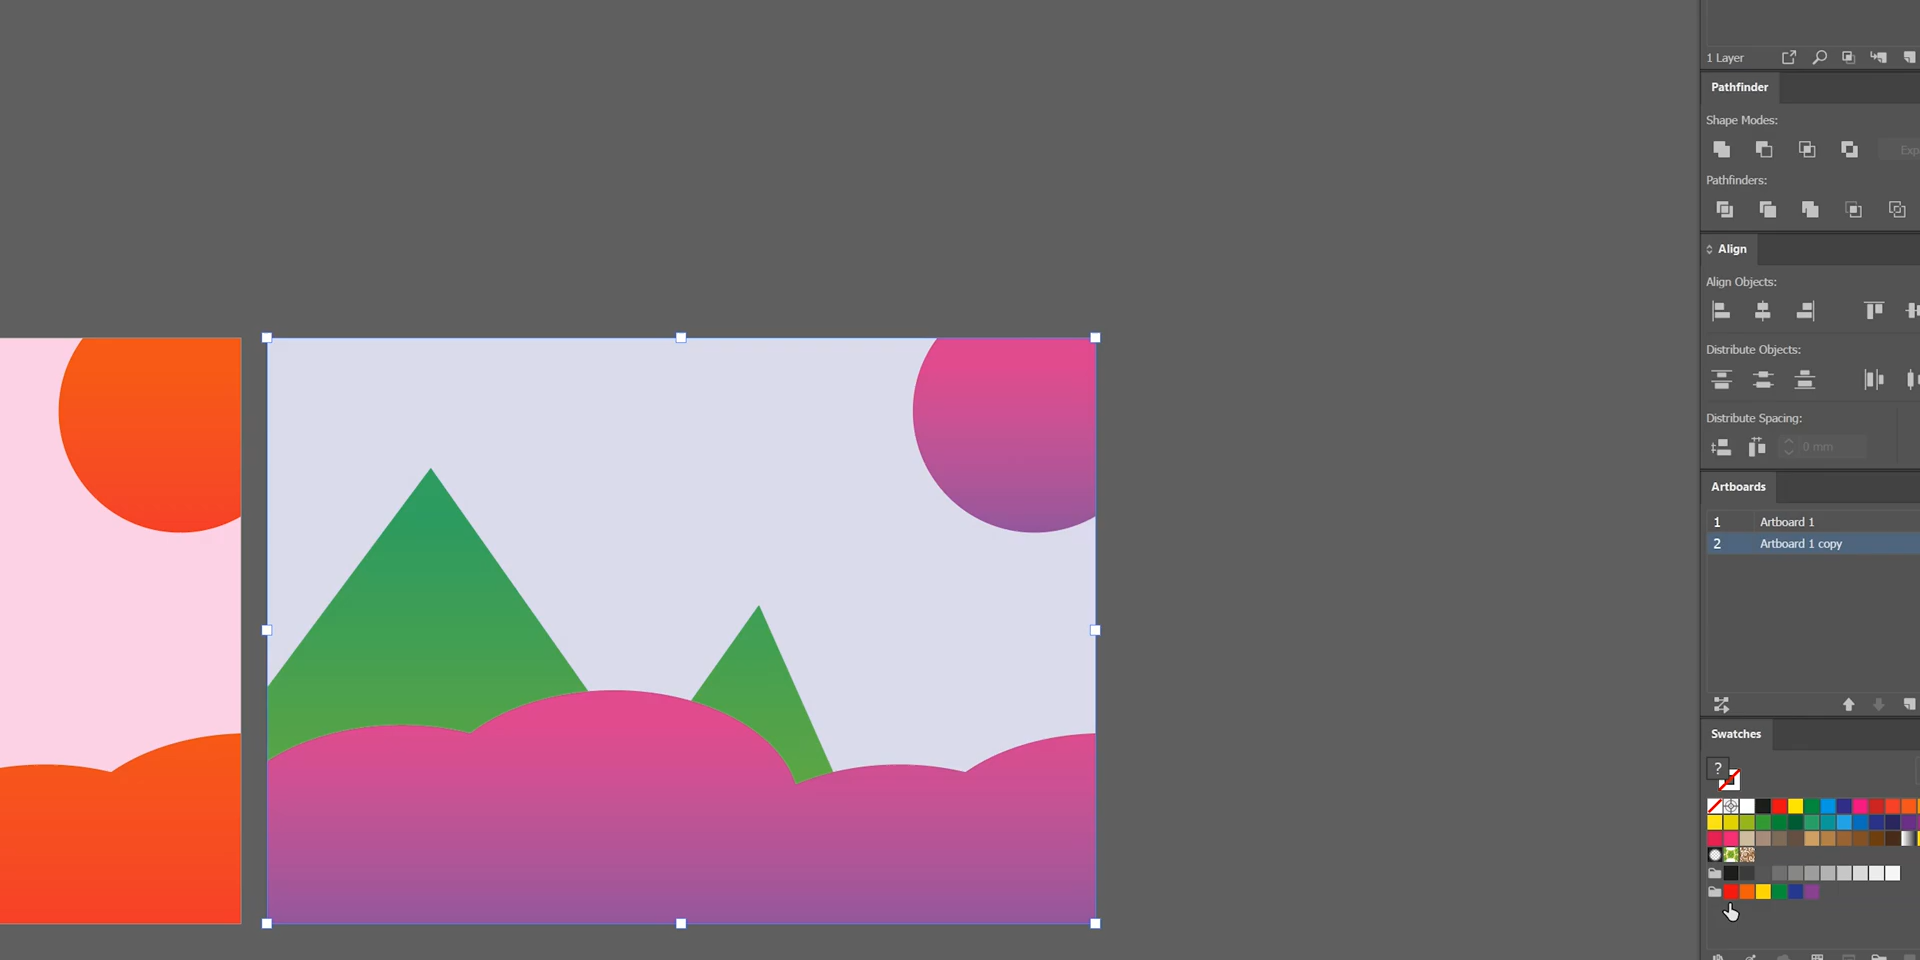 1 Layer
Pathfinder
Shape Modes:
Exp
Pathfinders:
Align
Align Objects:
Distribute Objects:
Distribute Spacing:
0 mm
Artboards
1 Artboard 1
2 Artboard 1 copy
Swatches
?